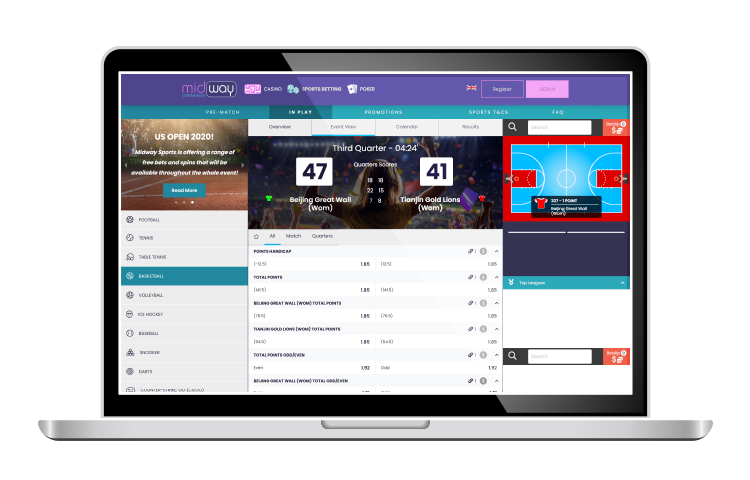 midway
CASINO
SPORTS BETTING
POKER
Register
SIGN IN
PRE-MATCH
IN PLAY
PROMOTIONS
SPORTS T&CS
FAQ
US OPEN 2020!
Midway Sports is offering a range of
free bets and spins that will be
available throughout the whole event!
Read More
FOOTBALL
TENNIS
TABLE TENNIS
BASKETBALL
VOLLEYBALL
ICE HOCKEY
BASEBALL
SNOOKER
DARTS
Overview
Event View
Calendar
Results
Third Quarter - 04:24
47
Quarters Scores
41
18 18
22 15
7 8
Beijing Great Wall
(Wom)
Tianjin Gold Lions
(Wom)
All
Match
Quarters
POINTS HANDICAP
(-12.5)
1.85
(12.5)
1.85
TOTAL POINTS
(141.5)
1.85
(141.5)
1.85
BEIJING GREAT WALL (WOM) TOTAL POINTS
(76.5)
1.85
(76.5)
1.85
TIANJIN GOLD LIONS (WOM) TOTAL POINTS
(64.5)
1.85
(64.5)
1.85
TOTAL POINTS ODD/EVEN
Even
1.92
Odd
1.92
BEIJING GREAT WALL (WOM) TOTAL ODD/EVEN
Search
Betslip 0
3:27 - 1 POINT
Beijing Great Wall
(Wom)
Top Leagues
Search
Betslip 0